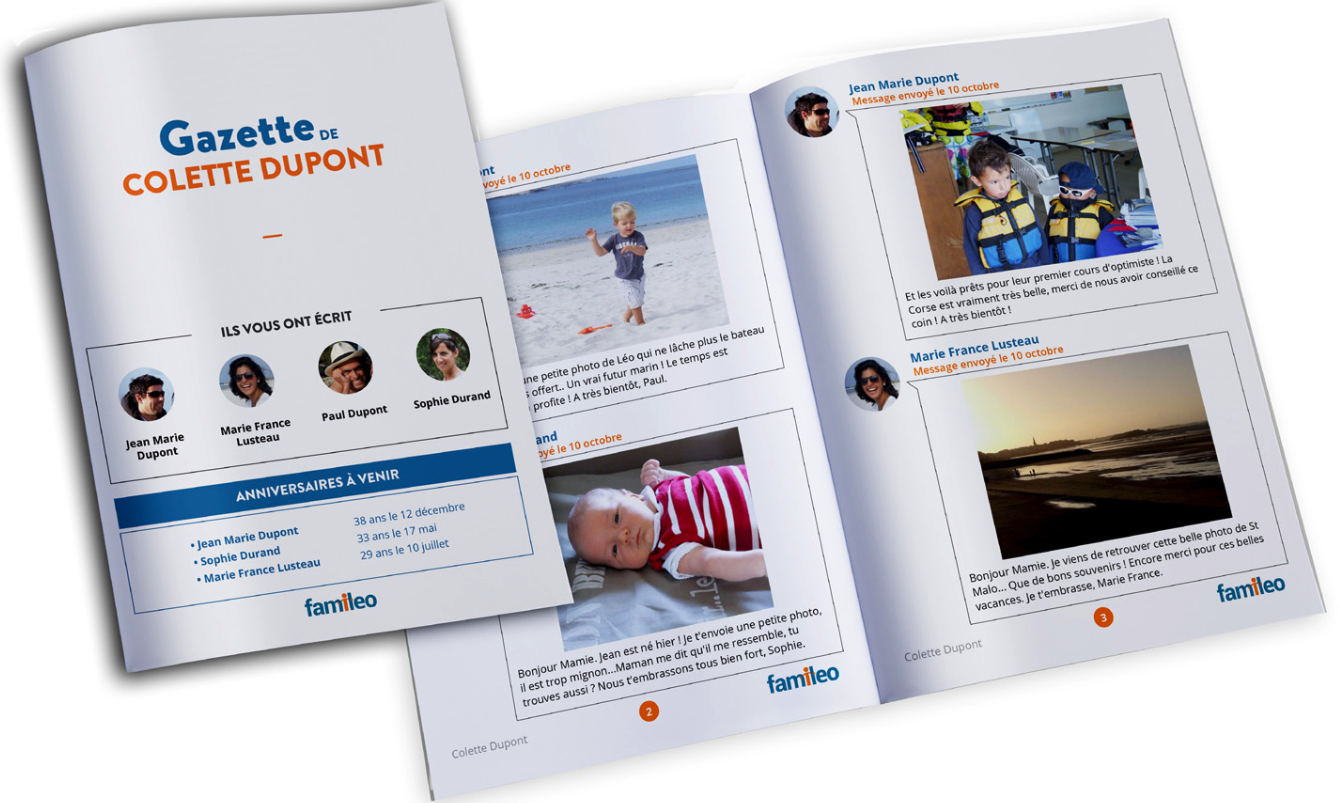 Gazette DE
COLETTE DUPONT
ILS VOUS ONT ÉCRIT
Jean Marie
Dupont
Marie France
Lusteau
Paul Dupont
Sophie Durand
ANNIVERSAIRES À VENIR
• Jean Marie Dupont 38 ans le 12 décembre
• Sophie Durand 33 ans le 17 mai
• Marie France Lusteau 29 ans le 10 juillet
famileo
le 10 octobre
petite photo de Léo qui ne lâche plus le bateau
offert.. Un vrai futur marin ! Le temps est
profite ! A très bientôt, Paul.
le 10 octobre
Bonjour Mamie. Jean est né hier ! Je t'envoie une petite photo,
il est trop mignon...Maman me dit qu'il me ressemble, tu
trouves aussi ? Nous t'embrassons tous bien fort, Sophie.
famileo
2
Colette Dupont
Jean Marie Dupont
Message envoyé le 10 octobre
Et les voilà prêts pour leur premier cours d'optimiste ! La
Corse est vraiment très belle, merci de nous avoir conseillé ce
coin ! A très bientôt !
Marie France Lusteau
Message envoyé le 10 octobre
Bonjour Mamie. Je viens de retrouver cette belle photo de St
Malo... Que de bons souvenirs ! Encore merci pour ces belles
vacances. Je t'embrasse, Marie France.
famileo
3
Colette Dupont